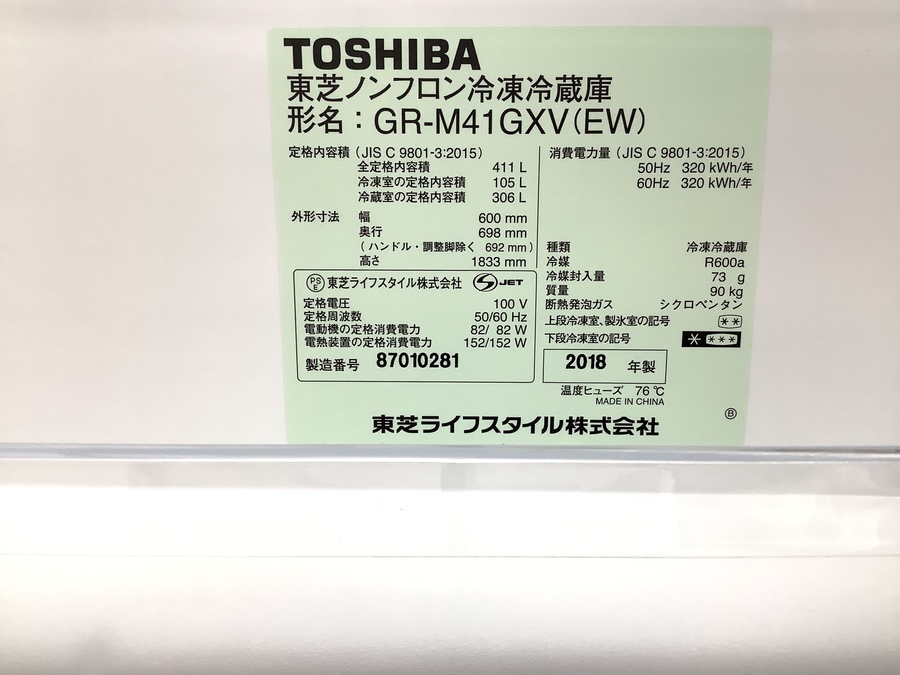 TOSHIBA
東芝ノンフロン冷凍冷蔵庫
形名：GR-M41GXV(EW)
定格内容積 (JIS C 9801-3:2015)
全定格内容積 411 L
冷凍室の定格内容積 105 L
冷蔵室の定格内容積 306 L
外形寸法 幅 600 mm
奥行 698 mm
(ハンドル・調整脚除く 692 mm)
高さ 1833 mm
PSE 東芝ライフスタイル株式会社 S JET
定格電圧 100 V
定格周波数 50/60 Hz
電動機の定格消費電力 82/ 82 W
電熱装置の定格消費電力 152/152 W
製造番号 87010281
消費電力量 (JIS C 9801-3:2015)
50Hz 320 kWh/年
60Hz 320 kWh/年
種類 冷凍冷蔵庫
冷媒 R600a
冷媒封入量 73 g
質量 90 kg
断熱発泡ガス シクロペンタン
上段冷凍室、製氷室の記号 **
下段冷凍室の記号 * ***
2018 年製
温度ヒューズ 76 ℃
MADE IN CHINA
Ⓑ
東芝ライフスタイル株式会社